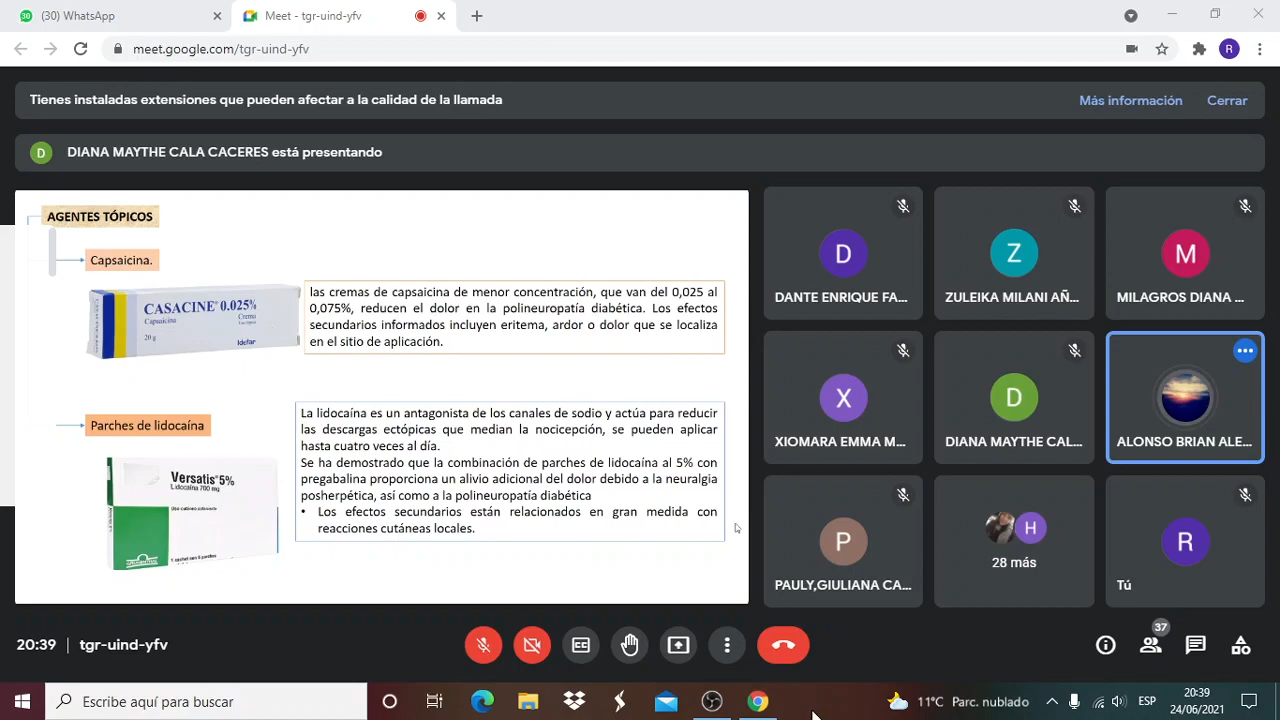 (30) WhatsApp
Meet - tgr-uind-yfv
meet.google.com/tgr-uind-yfv
R
Tienes instaladas extensiones que pueden afectar a la calidad de la llamada
Más información
Cerrar
D
DIANA MAYTHE CALA CACERES está presentando
AGENTES TÓPICOS
Capsaicina.
CASACINE® 0.025%
Capsaicina
Crema
20 g
Idefar
las cremas de capsaicina de menor concentración, que van del 0,025 al
0,075%, reducen el dolor en la polineuropatía diabética. Los efectos
secundarios informados incluyen eritema, ardor o dolor que se localiza
en el sitio de aplicación.
Parches de lidocaína
Versatis® 5%
Lidocaína 700 mg
La lidocaína es un antagonista de los canales de sodio y actúa para reducir
las descargas ectópicas que median la nocicepción, se pueden aplicar
hasta cuatro veces al día.
Se ha demostrado que la combinación de parches de lidocaína al 5% con
pregabalina proporciona un alivio adicional del dolor debido a la neuralgia
posherpética, así como a la polineuropatía diabética
• Los efectos secundarios están relacionados en gran medida con
reacciones cutáneas locales.
D
DANTE ENRIQUE FA...
Z
ZULEIKA MILANI AÑ...
M
MILAGROS DIANA ...
X
XIOMARA EMMA M...
D
DIANA MAYTHE CAL...
ALONSO BRIAN ALE...
P
PAULY,GIULIANA CA...
H
28 más
R
Tú
20:39 | tgr-uind-yfv
37
Escribe aquí para buscar
11°C Parc. nublado
ESP
20:39
24/06/2021